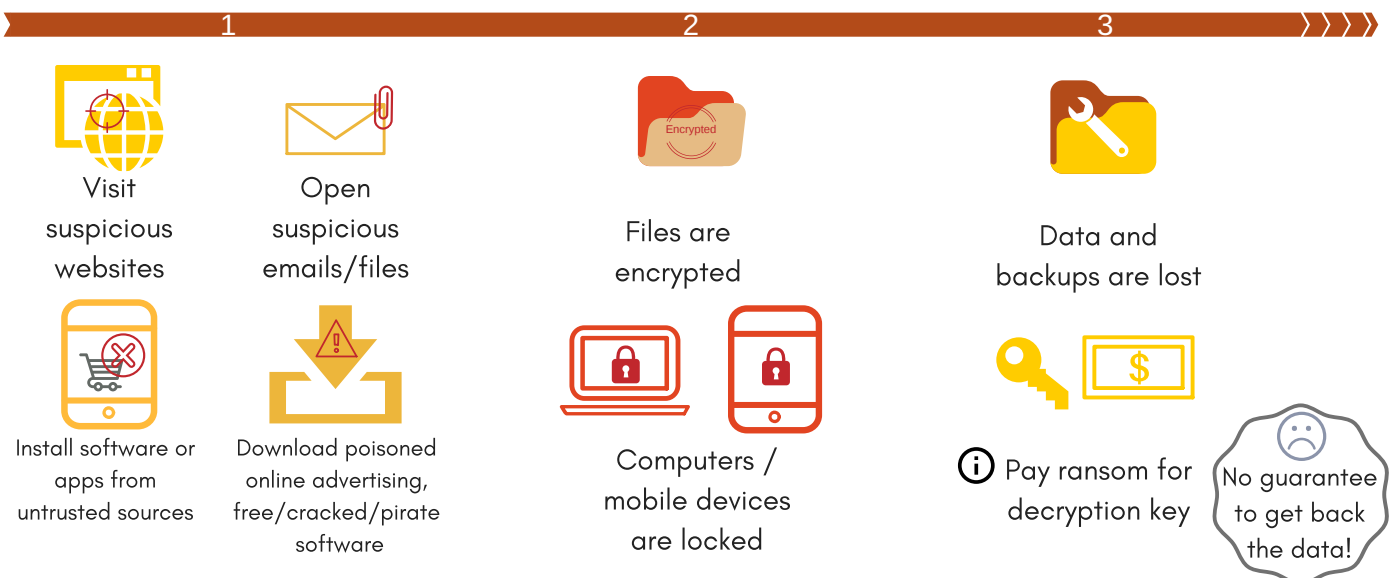 1
2
3
Visit
suspicious
websites
Open
suspicious
emails/files
Install software or
apps from
untrusted sources
!
Download poisoned
online advertising,
free/cracked/pirate
software
Encrypted
Files are
encrypted
Computers /
mobile devices
are locked
Data and
backups are lost
$
i
Pay ransom for
decryption key
No guarantee
to get back
the data!